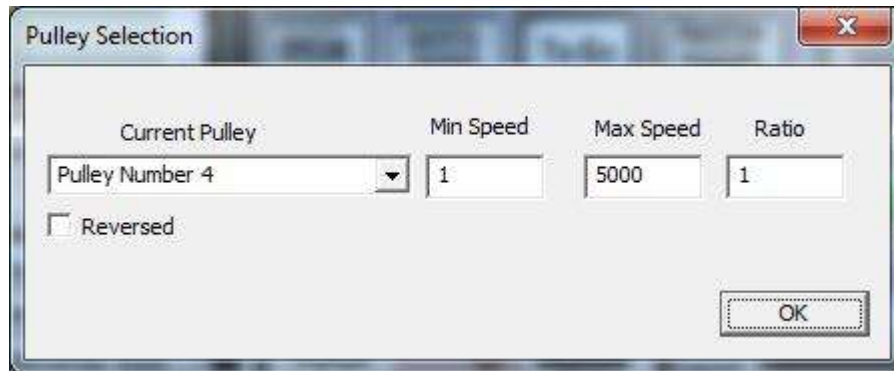 Pulley Selection
Current Pulley Min Speed Max Speed Ratio
Pulley Number 4 1 5000 1
Reversed
OK